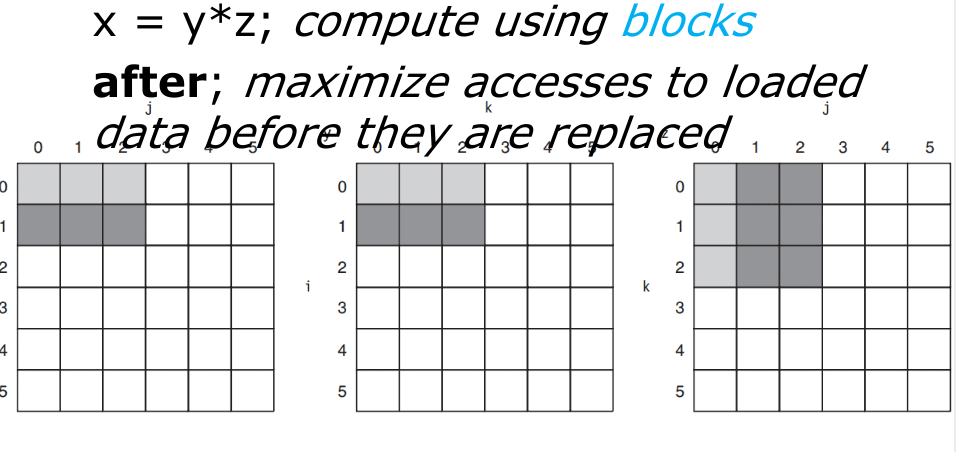 x = y*z; compute using blocks
after; maximize accesses to loaded
j k j
data before they are replaced
y z
0 1 2 3 4 5 0 1 2 3 4 5 0 1 2 3 4 5
0 0 0
1 1 1
2 2 2
i k
3 3 3
4 4 4
5 5 5